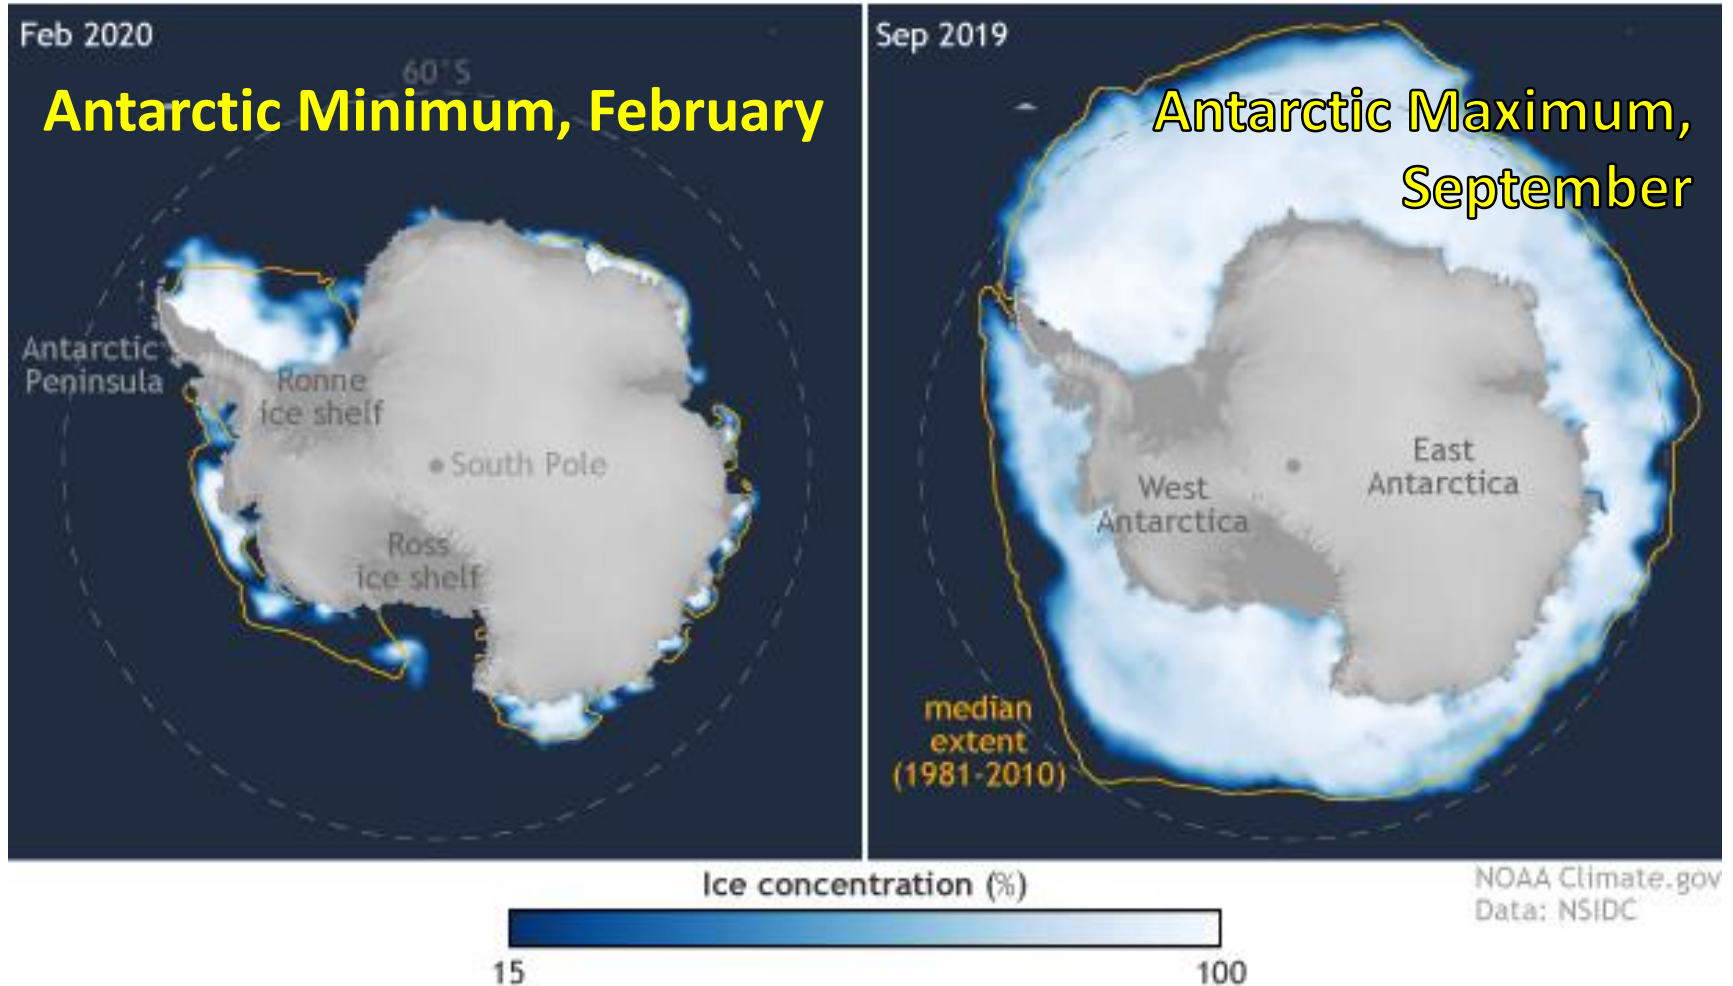 Feb 2020
60°S
Antarctic Minimum, February
Antarctic
Peninsula
Ronne
ice shelf
South Pole
Ross
ice shelf
Sep 2019
Antarctic Maximum,
September
East
Antarctica
West
Antarctica
median
extent
(1981-2010)
Ice concentration (%)
15
100
NOAA Climate.gov
Data: NSIDC